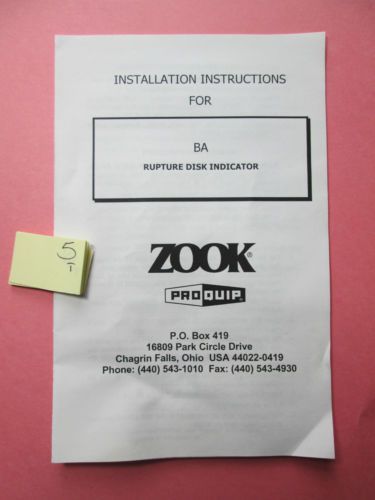 INSTALLATION INSTRUCTIONS
FOR
BA
RUPTURE DISK INDICATOR
5.-
ZOOK®
PROQUIP®
P.O. Box 419
16809 Park Circle Drive
Chagrin Falls, Ohio USA 44022-0419
Phone: (440) 543-1010 Fax: (440) 543-4930